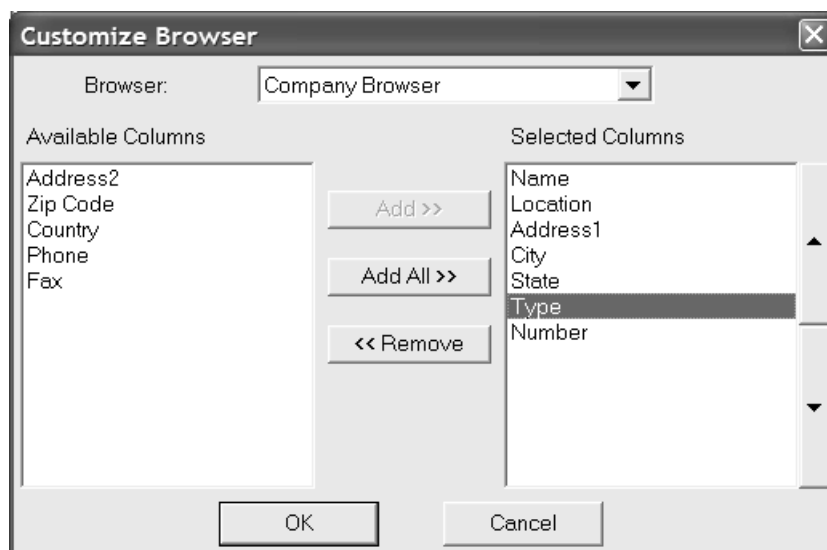 Customize Browser
Browser: Company Browser
Available Columns
Address2
Zip Code
Country
Phone
Fax
Add >>
Add All >>
<< Remove
Selected Columns
Name
Location
Address1
City
State
Type
Number
OK
Cancel